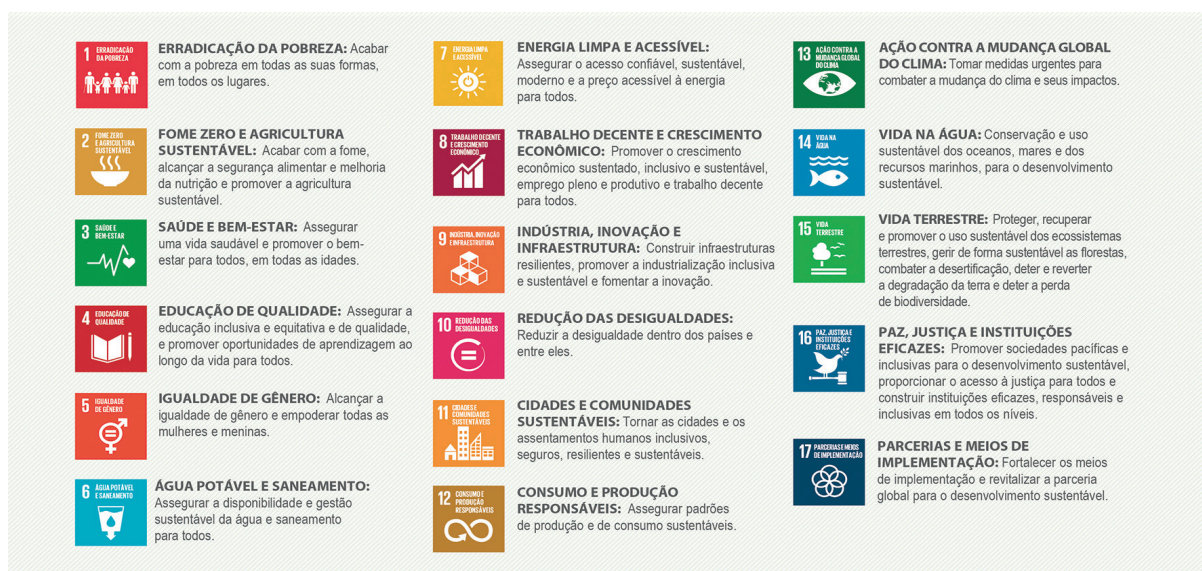 1 ERRADICAÇÃO
DA POBREZA
ERRADICAÇÃO DA POBREZA: Acabar
com a pobreza em todas as suas formas,
em todos os lugares.
2 FOME ZERO
E AGRICULTURA
SUSTENTÁVEL
FOME ZERO E AGRICULTURA
SUSTENTÁVEL: Acabar com a fome,
alcançar a segurança alimentar e melhoria
da nutrição e promover a agricultura
sustentável.
3 SAÚDE E
BEM-ESTAR
SAÚDE E BEM-ESTAR: Assegurar
uma vida saudável e promover o bem-
estar para todos, em todas as idades.
4 EDUCAÇÃO DE
QUALIDADE
EDUCAÇÃO DE QUALIDADE: Assegurar a
educação inclusiva e equitativa e de qualidade,
e promover oportunidades de aprendizagem ao
longo da vida para todos.
5 IGUALDADE
DE GÊNERO
IGUALDADE DE GÊNERO: Alcançar a
igualdade de gênero e empoderar todas as
mulheres e meninas.
6 ÁGUA POTÁVEL
E SANEAMENTO
ÁGUA POTÁVEL E SANEAMENTO:
Assegurar a disponibilidade e gestão
sustentável da água e saneamento
para todos.
7 ENERGIA LIMPA
E ACESSÍVEL
ENERGIA LIMPA E ACESSÍVEL:
Assegurar o acesso confiável, sustentável,
moderno e a preço acessível à energia
para todos.
8 TRABALHO DECENTE
E CRESCIMENTO
ECONÔMICO
TRABALHO DECENTE E CRESCIMENTO
ECONÔMICO: Promover o crescimento
econômico sustentado, inclusivo e sustentável,
emprego pleno e produtivo e trabalho decente
para todos.
9 INDÚSTRIA, INOVAÇÃO
E INFRAESTRUTURA
INDÚSTRIA, INOVAÇÃO E
INFRAESTRUTURA: Construir infraestruturas
resilientes, promover a industrialização inclusiva
e sustentável e fomentar a inovação.
10 REDUÇÃO DAS
DESIGUALDADES
REDUÇÃO DAS DESIGUALDADES:
Reduzir a desigualdade dentro dos países e
entre eles.
11 CIDADES E
COMUNIDADES
SUSTENTÁVEIS
CIDADES E COMUNIDADES
SUSTENTÁVEIS: Tornar as cidades e os
assentamentos humanos inclusivos,
seguros, resilientes e sustentáveis.
12 CONSUMO E
PRODUÇÃO
RESPONSÁVEIS
CONSUMO E PRODUÇÃO
RESPONSÁVEIS: Assegurar padrões
de produção e de consumo sustentáveis.
13 AÇÃO CONTRA A
MUDANÇA GLOBAL
DO CLIMA
AÇÃO CONTRA A MUDANÇA GLOBAL
DO CLIMA: Tomar medidas urgentes para
combater a mudança do clima e seus impactos.
14 VIDA NA
ÁGUA
VIDA NA ÁGUA: Conservação e uso
sustentável dos oceanos, mares e dos
recursos marinhos, para o desenvolvimento
sustentável.
15 VIDA
TERRESTRE
VIDA TERRESTRE: Proteger, recuperar
e promover o uso sustentável dos ecossistemas
terrestres, gerir de forma sustentável as florestas,
combater a desertificação, deter e reverter
a degradação da terra e deter a perda
de biodiversidade.
16 PAZ, JUSTIÇA E
INSTITUIÇÕES
EFICAZES
PAZ, JUSTIÇA E INSTITUIÇÕES
EFICAZES: Promover sociedades pacíficas e
inclusivas para o desenvolvimento sustentável,
proporcionar o acesso à justiça para todos e
construir instituições eficazes, responsáveis e
inclusivas em todos os níveis.
17 PARCERIAS E MEIOS
DE IMPLEMENTAÇÃO
PARCERIAS E MEIOS DE
IMPLEMENTAÇÃO: Fortalecer os meios
de implementação e revitalizar a parceria
global para o desenvolvimento sustentável.